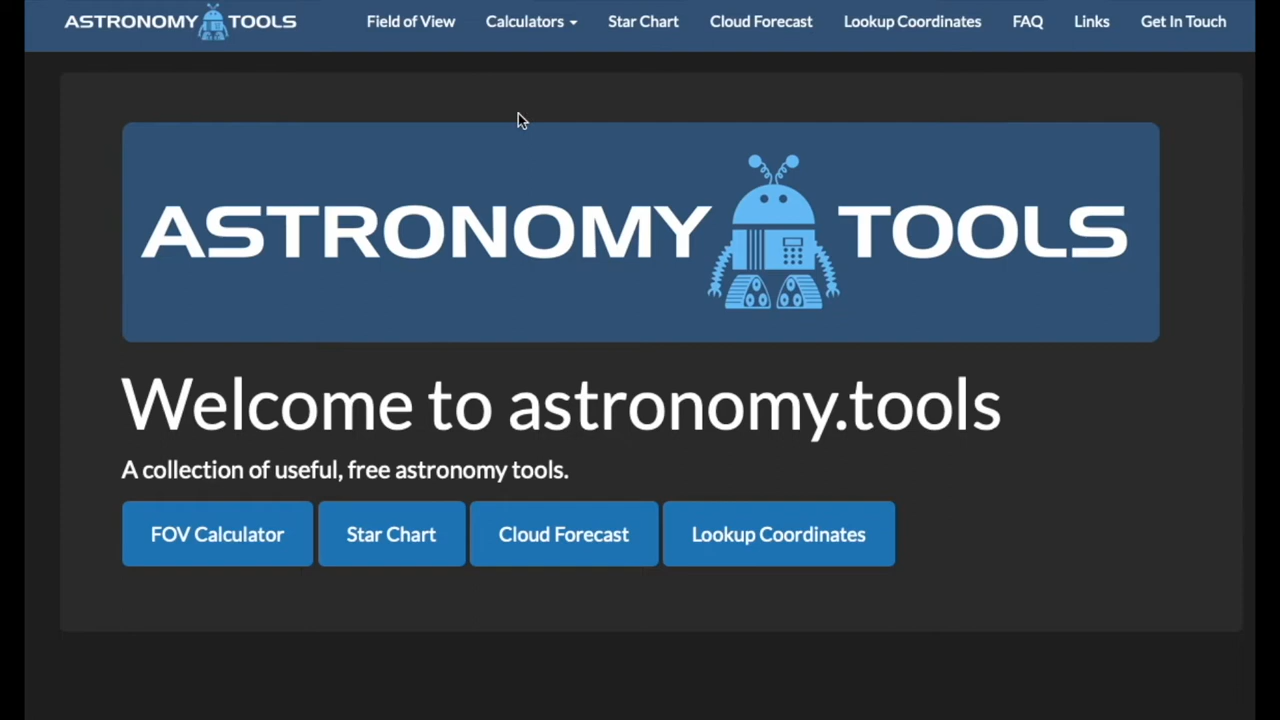 ASTRONOMY TOOLS Field of View Calculators Star Chart Cloud Forecast Lookup Coordinates FAQ Links Get In Touch
ASTRONOMY TOOLS
Welcome to astronomy.tools
A collection of useful, free astronomy tools.
FOV Calculator Star Chart Cloud Forecast Lookup Coordinates